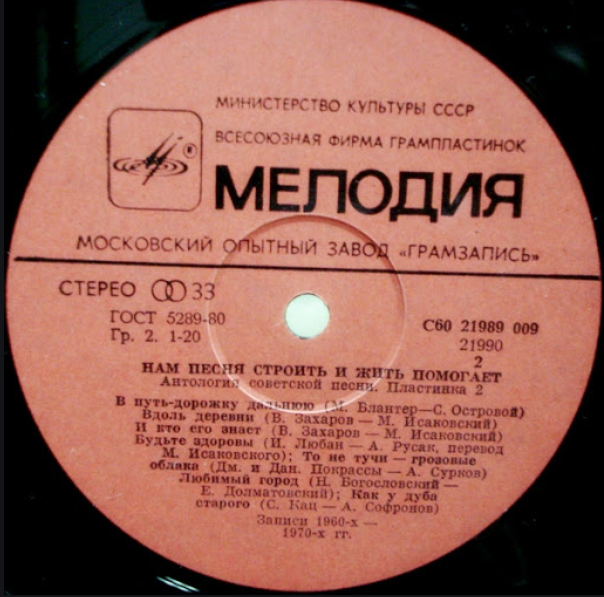 МИНИСТЕРСТВО КУЛЬТУРЫ СССР
ВСЕСОЮЗНАЯ ФИРМА ГРАМПЛАСТИНОК
®
МЕЛОДИЯ
МОСКОВСКИЙ ОПЫТНЫЙ ЗАВОД «ГРАМЗАПИСЬ»
СТЕРЕО 33
ГОСТ 5289-80
Гр. 2. 1-20
С60 21989 009
21990
2
НАМ ПЕСНЯ СТРОИТЬ И ЖИТЬ ПОМОГАЕТ
Антология советской песни. Пластинка 2
В путь-дорожку дальнюю (М. Блантер—С. Островой)
Вдоль деревни (В. Захаров — М. Исаковский)
И кто его знает (В. Захаров — М. Исаковский)
Будьте здоровы (И. Любан — А. Русак, перевод
М. Исаковского); То не тучи — грозовые
облака (Дм. и Дан. Покрассы — А. Сурков)
Любимый город (Н. Богословский —
Е. Долматовский); Как у дуба
старого (С. Кац — А. Софронов)
Записи 1960-х —
1970-х гг.